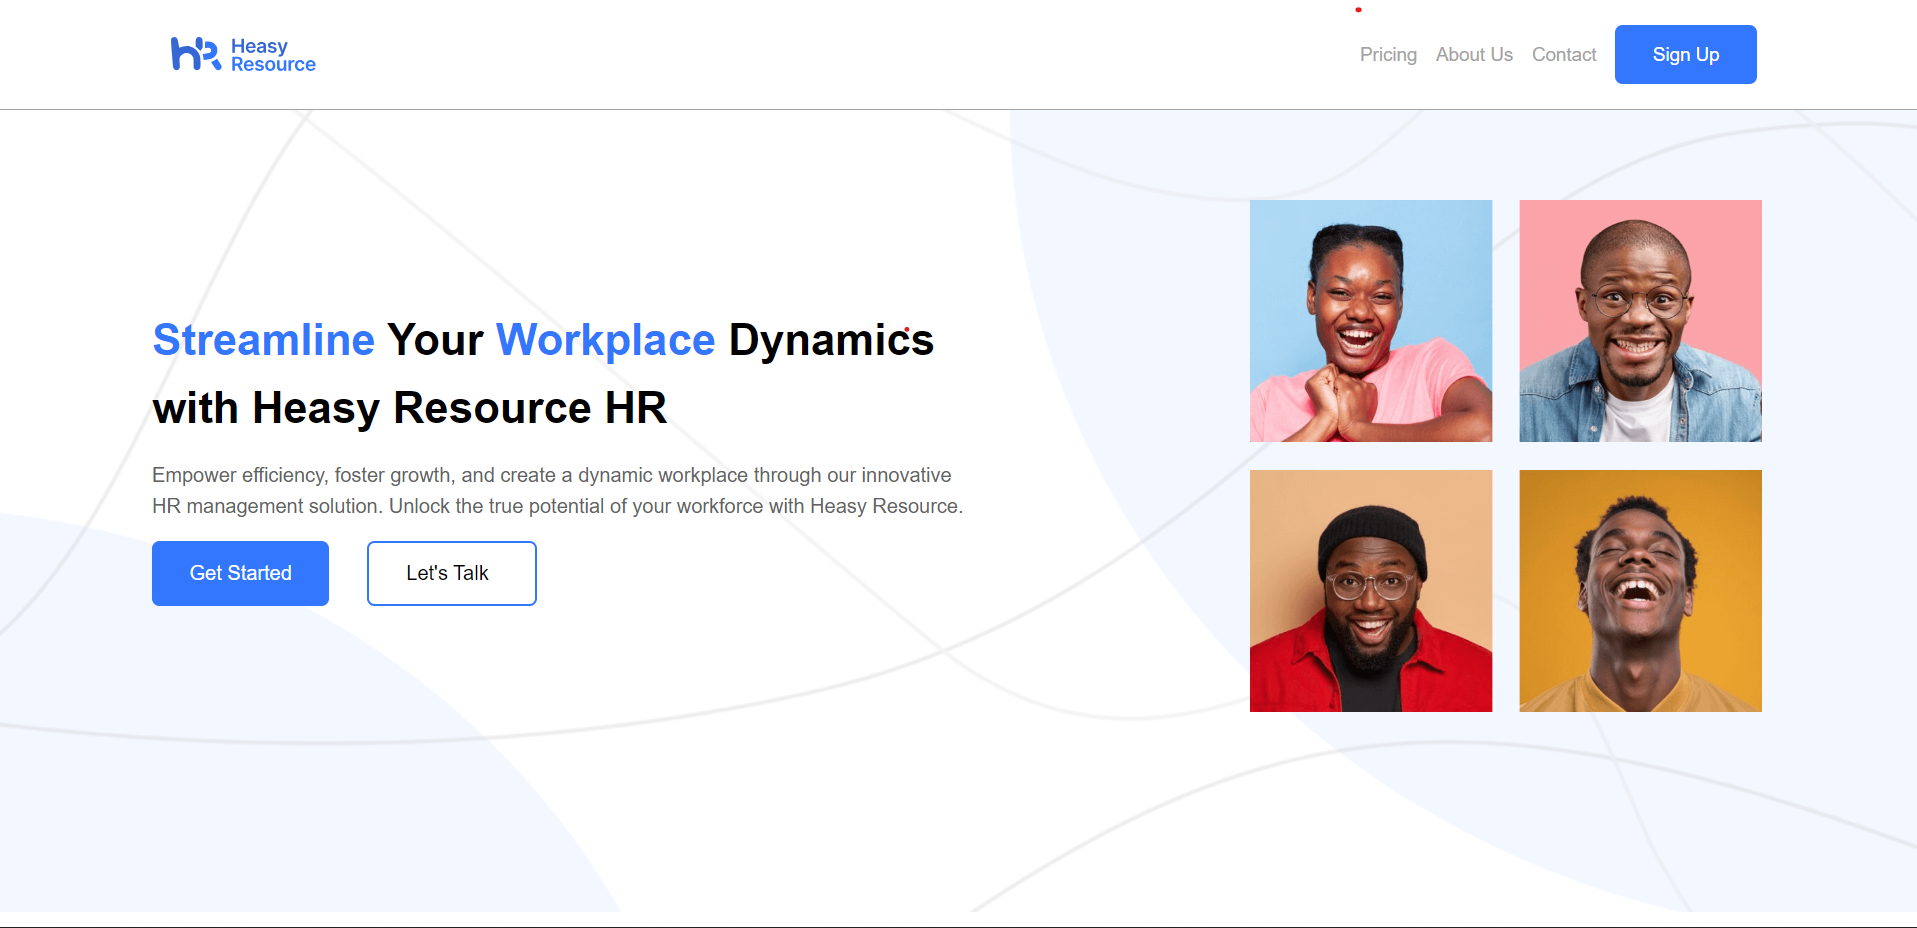 hR Heasy
Resource
Pricing About Us Contact Sign Up
Streamline Your Workplace Dynamics
with Heasy Resource HR
Empower efficiency, foster growth, and create a dynamic workplace through our innovative
HR management solution. Unlock the true potential of your workforce with Heasy Resource.
Get Started Let's Talk